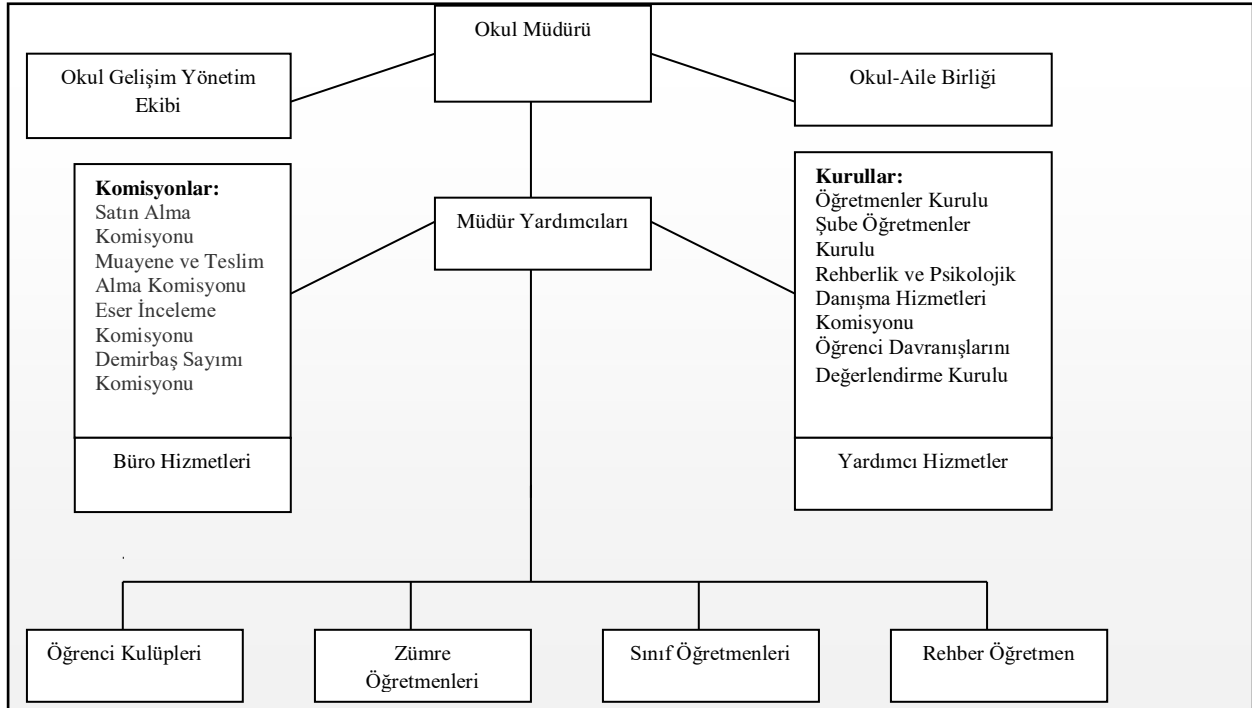 Okul Müdürü
Okul Gelişim Yönetim
Ekibi
Okul-Aile Birliği
Komisyonlar:
Satın Alma
Komisyonu
Muayene ve Teslim
Alma Komisyonu
Eser İnceleme
Komisyonu
Demirbaş Sayımı
Komisyonu
Müdür Yardımcıları
Kurullar:
Öğretmenler Kurulu
Şube Öğretmenler
Kurulu
Rehberlik ve Psikolojik
Danışma Hizmetleri
Komisyonu
Öğrenci Davranışlarını
Değerlendirme Kurulu
Büro Hizmetleri
Yardımcı Hizmetler
Öğrenci Kulüpleri
Zümre
Öğretmenleri
Sınıf Öğretmenleri
Rehber Öğretmen